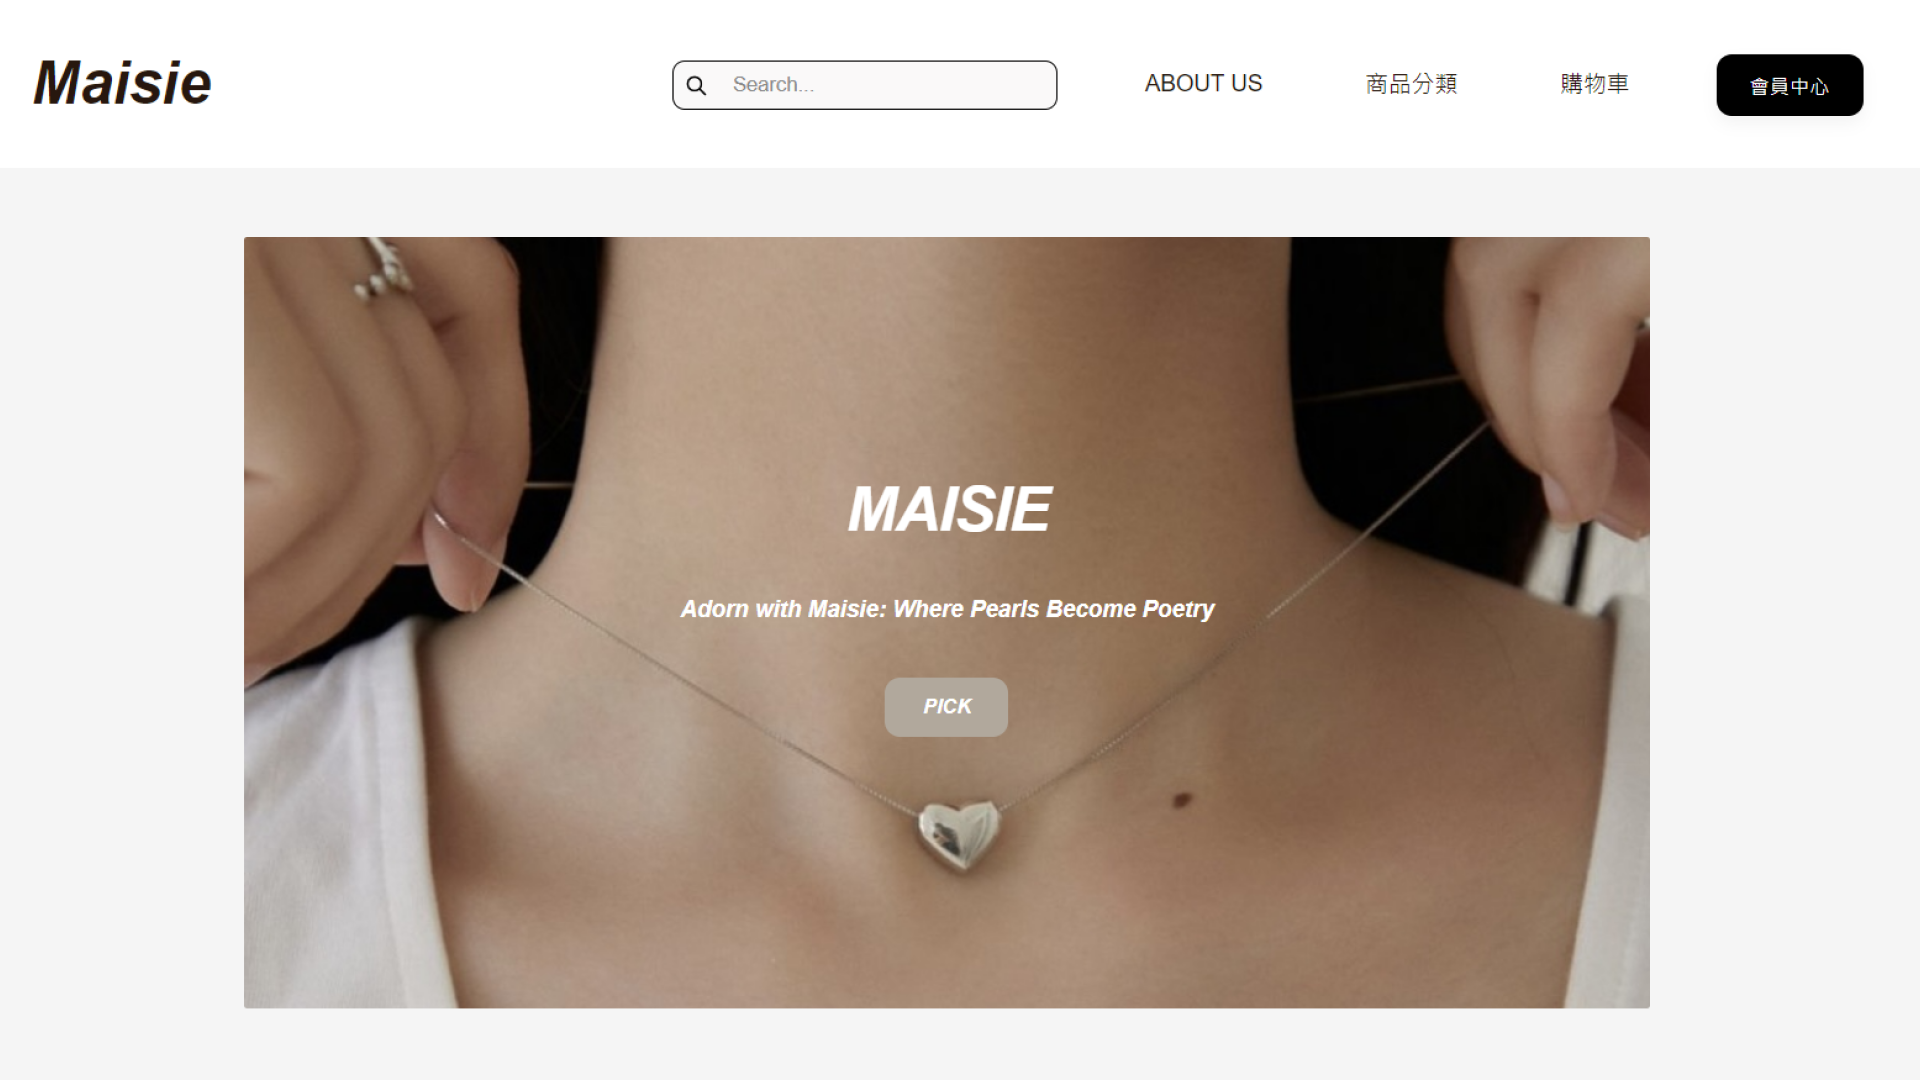 Maisie
Search...
ABOUT US
商品分類
購物車
會員中心
MAISIE
Adorn with Maisie: Where Pearls Become Poetry
PICK